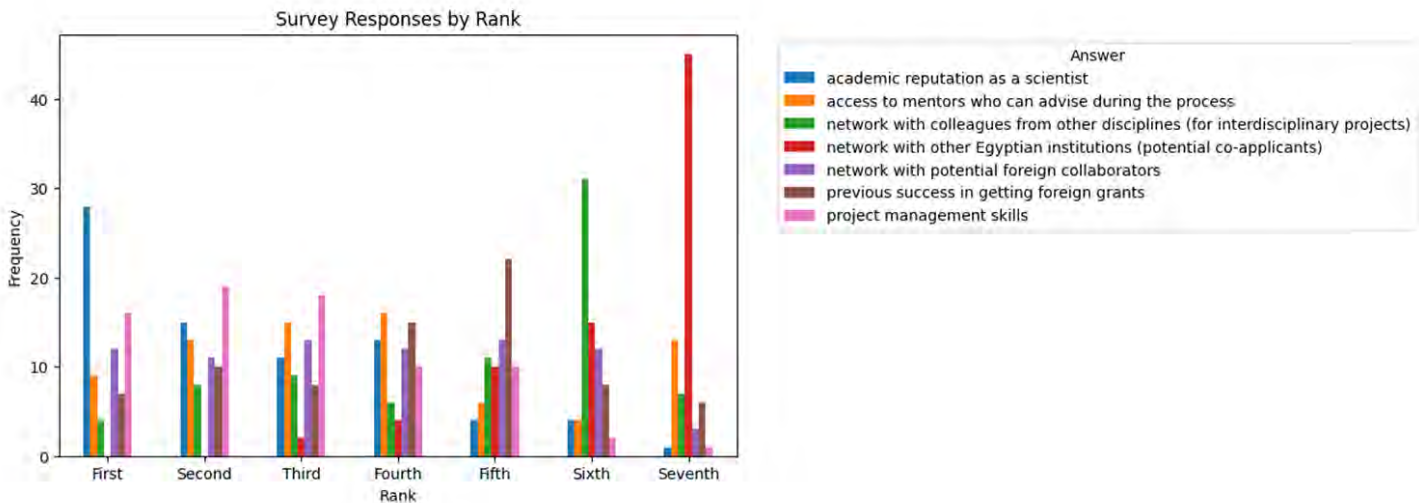 Survey Responses by Rank
Frequency
40
30
20
10
0
First Second Third Fourth Fifth Sixth Seventh
Rank
Answer
academic reputation as a scientist
access to mentors who can advise during the process
network with colleagues from other disciplines (for interdisciplinary projects)
network with other Egyptian institutions (potential co-applicants)
network with potential foreign collaborators
previous success in getting foreign grants
project management skills